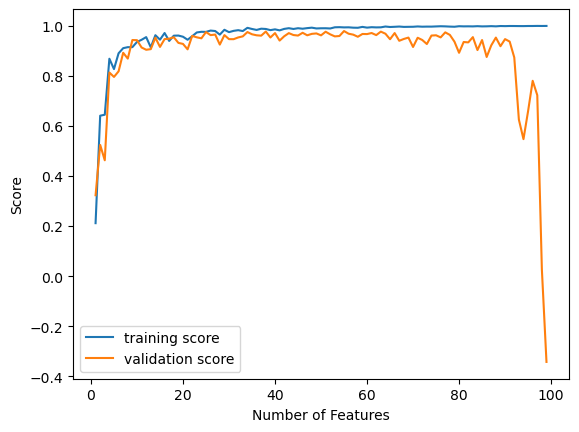 1.0
0.8
0.6
0.4
0.2
0.0
−0.2
−0.4
Score
training score
validation score
0 20 40 60 80 100
Number of Features